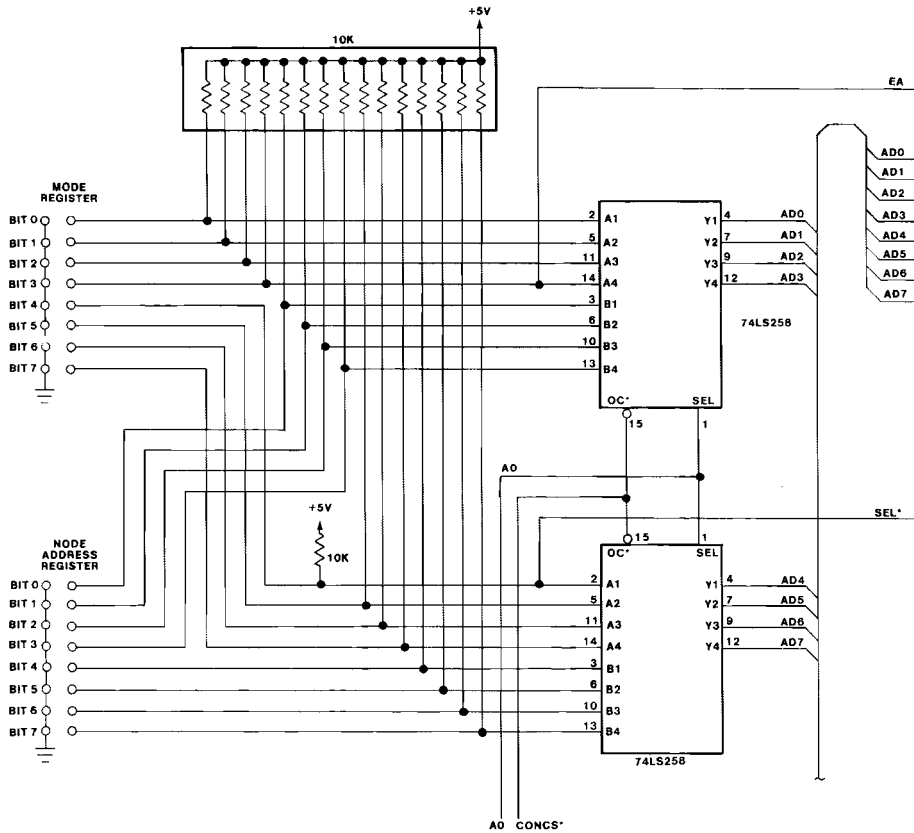 +5V
10K
EA
AD0
AD1
AD2
AD3
AD4
AD5
AD6
AD7
MODE
REGISTER
BIT 0
BIT 1
BIT 2
BIT 3
BIT 4
BIT 5
BIT 6
BIT 7
2 A1
5 A2
11 A3
14 A4
3 B1
6 B2
10 B3
13 B4
Y1 4 AD0
Y2 7 AD1
Y3 9 AD2
Y4 12 AD3
74LS258
OC* SEL
15 1
A0
+5V
10K
SEL*
NODE
ADDRESS
REGISTER
BIT 0
BIT 1
BIT 2
BIT 3
BIT 4
BIT 5
BIT 6
BIT 7
15 1
OC* SEL
2 A1
5 A2
11 A3
14 A4
3 B1
6 B2
10 B3
13 B4
Y1 4 AD4
Y2 7 AD5
Y3 9 AD6
Y4 12 AD7
74LS258
A0 CONCS*